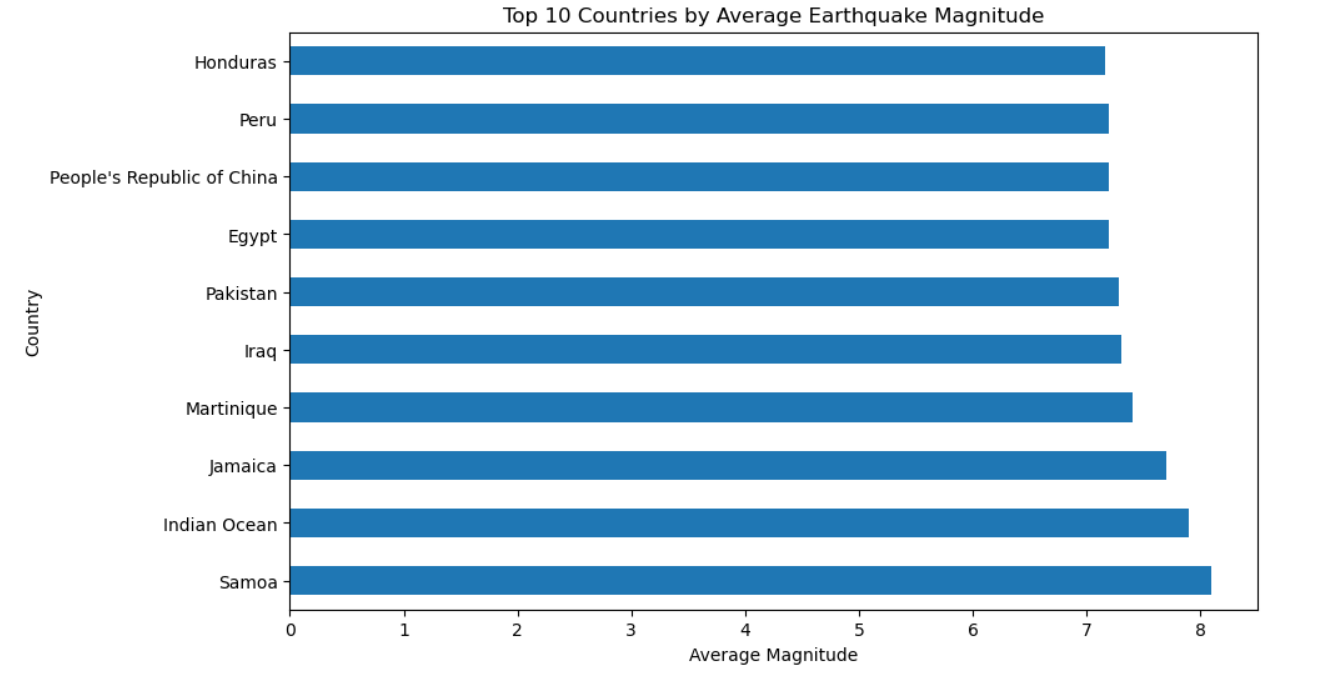 Top 10 Countries by Average Earthquake Magnitude
Honduras
Peru
People's Republic of China
Egypt
Pakistan
Iraq
Martinique
Jamaica
Indian Ocean
Samoa
Country
0 1 2 3 4 5 6 7 8
Average Magnitude